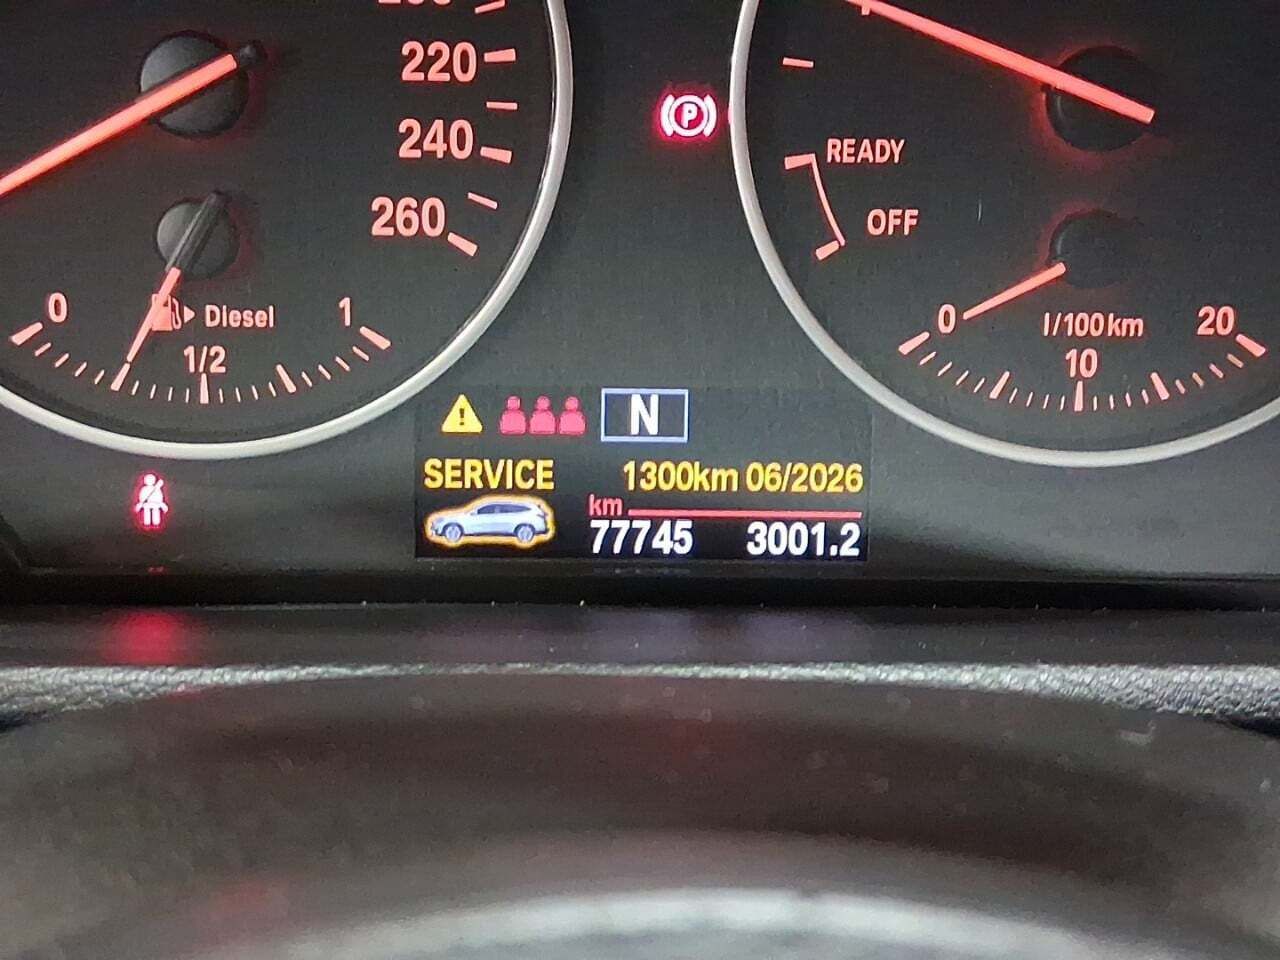 220
240
260
0
Diesel
1
1/2
P
READY
OFF
0
l/100km
20
10
N
SERVICE 1300km 06/2026
km
77745 3001.2